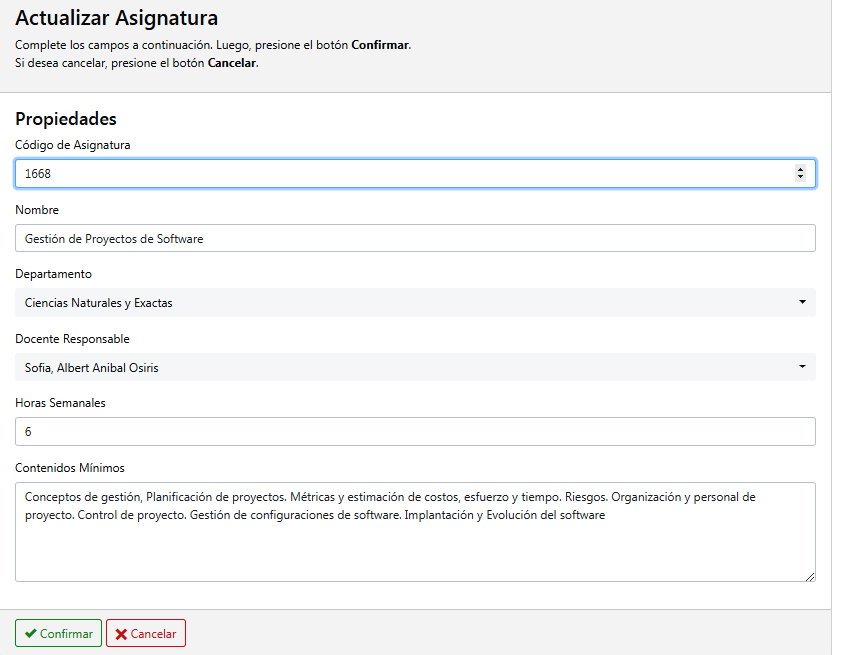 Actualizar Asignatura
Complete los campos a continuación. Luego, presione el botón Confirmar.
Si desea cancelar, presione el botón Cancelar.
Propiedades
Código de Asignatura
1668
Nombre
Gestión de Proyectos de Software
Departamento
Ciencias Naturales y Exactas
Docente Responsable
Sofia, Albert Anibal Osiris
Horas Semanales
6
Contenidos Mínimos
Conceptos de gestión, Planificación de proyectos. Métricas y estimación de costos, esfuerzo y tiempo. Riesgos. Organización y personal de
proyecto. Control de proyecto. Gestión de configuraciones de software. Implantación y Evolución del software
Confirmar Cancelar